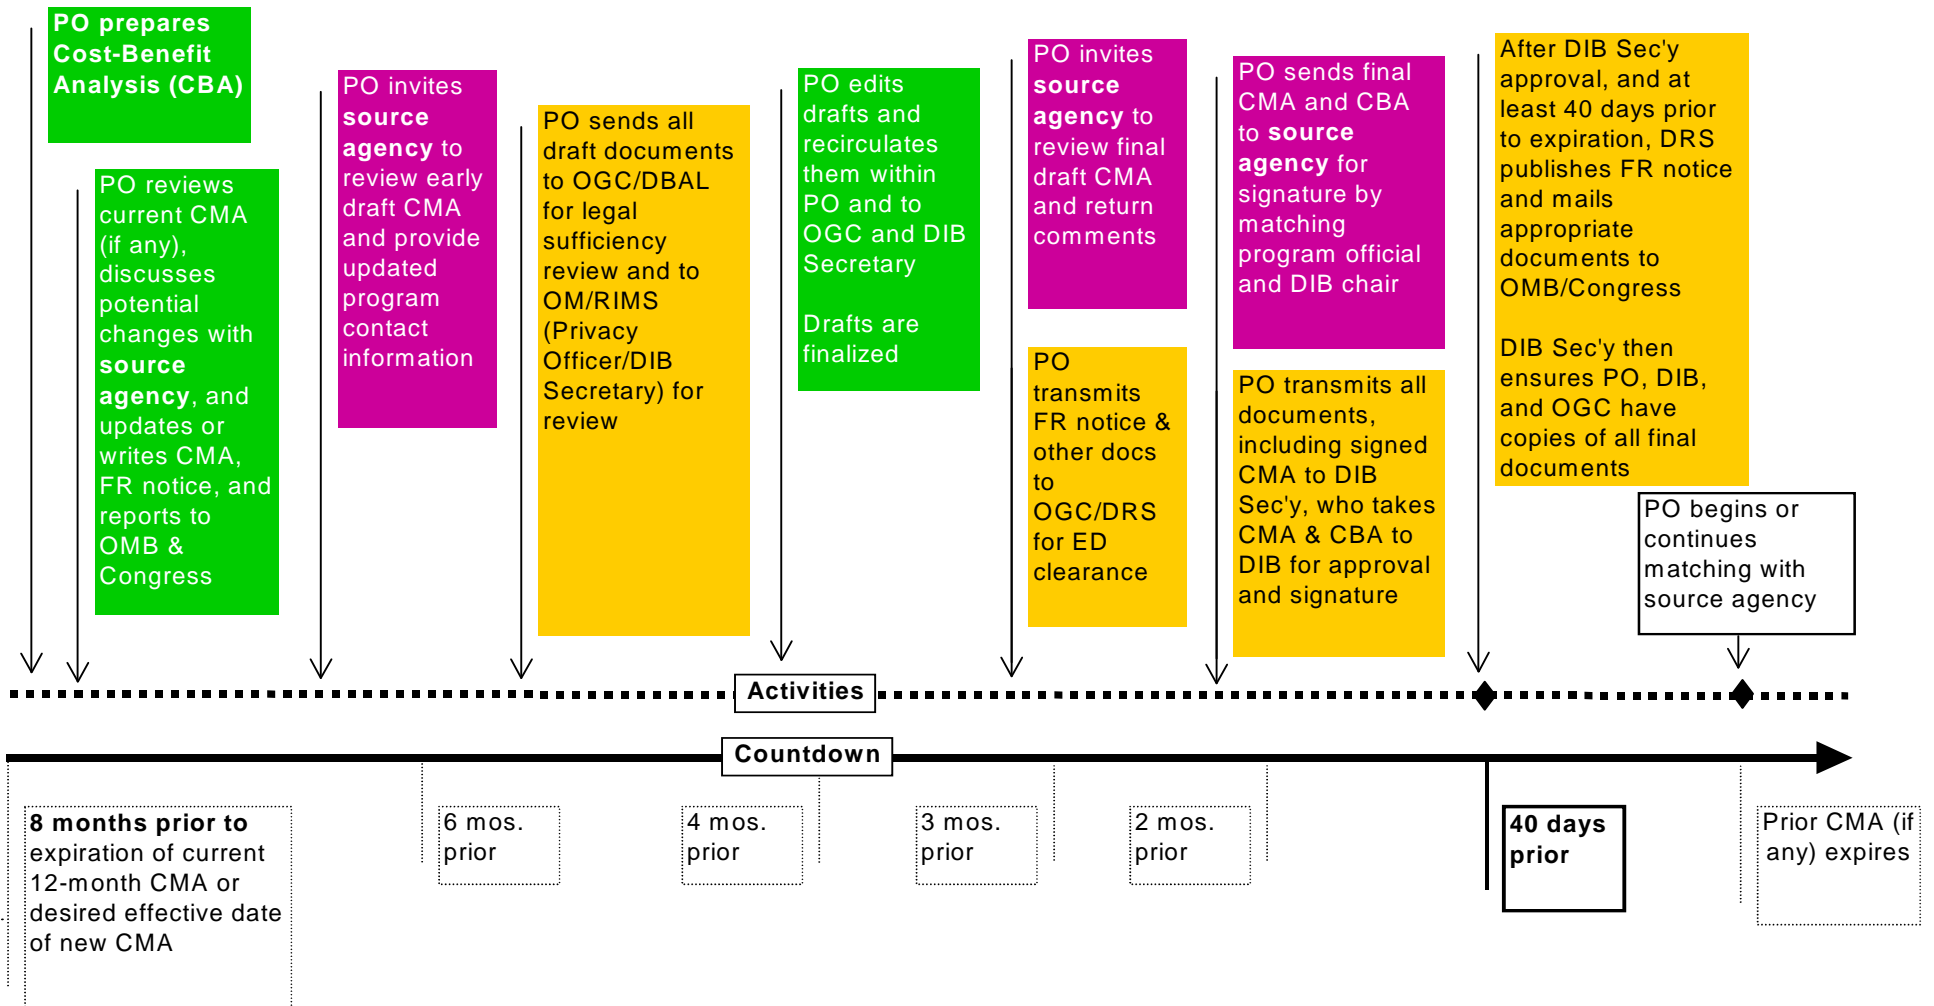 PO prepares
Cost-Benefit
Analysis (CBA)
PO reviews
current CMA
(if any),
discusses
potential
changes with
source
agency, and
updates or
writes CMA,
FR notice, and
reports to
OMB &
Congress
PO invites
source
agency to
review early
draft CMA
and provide
updated
program
contact
information
PO sends all
draft documents
to OGC/DBAL
for legal
sufficiency
review and to
OM/RIMS
(Privacy
Officer/DIB
Secretary) for
review
PO edits
drafts and
recirculates
them within
PO and to
OGC and DIB
Secretary
Drafts are
finalized
PO invites
source
agency to
review final
draft CMA
and return
comments
PO
transmits
FR notice &
other docs
to
OGC/DRS
for ED
clearance
PO sends final
CMA and CBA
to source
agency for
signature by
matching
program official
and DIB chair
PO transmits all
documents,
including signed
CMA to DIB
Sec'y, who takes
CMA & CBA to
DIB for approval
and signature
After DIB Sec'y
approval, and at
least 40 days prior
to expiration, DRS
publishes FR notice
and mails
appropriate
documents to
OMB/Congress
DIB Sec'y then
ensures PO, DIB,
and OGC have
copies of all final
documents
PO begins or
continues
matching with
source agency
Activities
Countdown
8 months prior to
expiration of current
12-month CMA or
desired effective date
of new CMA
6 mos.
prior
4 mos.
prior
3 mos.
prior
2 mos.
prior
40 days
prior
Prior CMA (if
any) expires